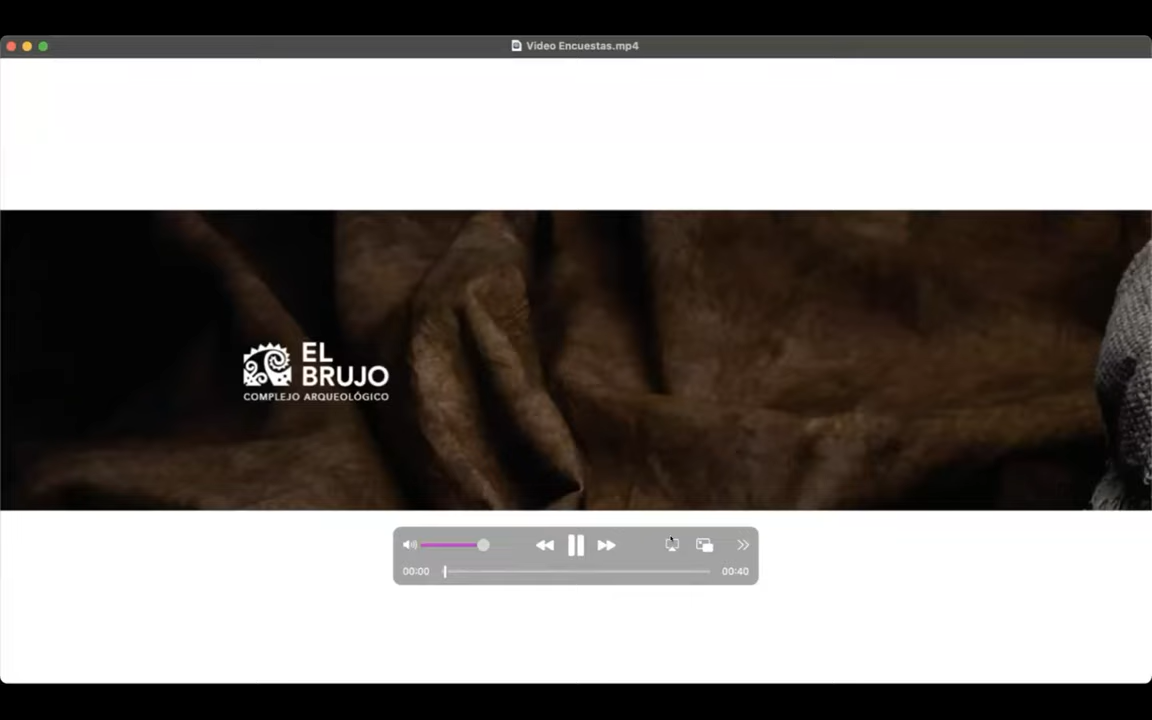 Video Encuestas.mp4
EL
BRUJO
COMPLEJO ARQUEOLÓGICO
00:00
00:40